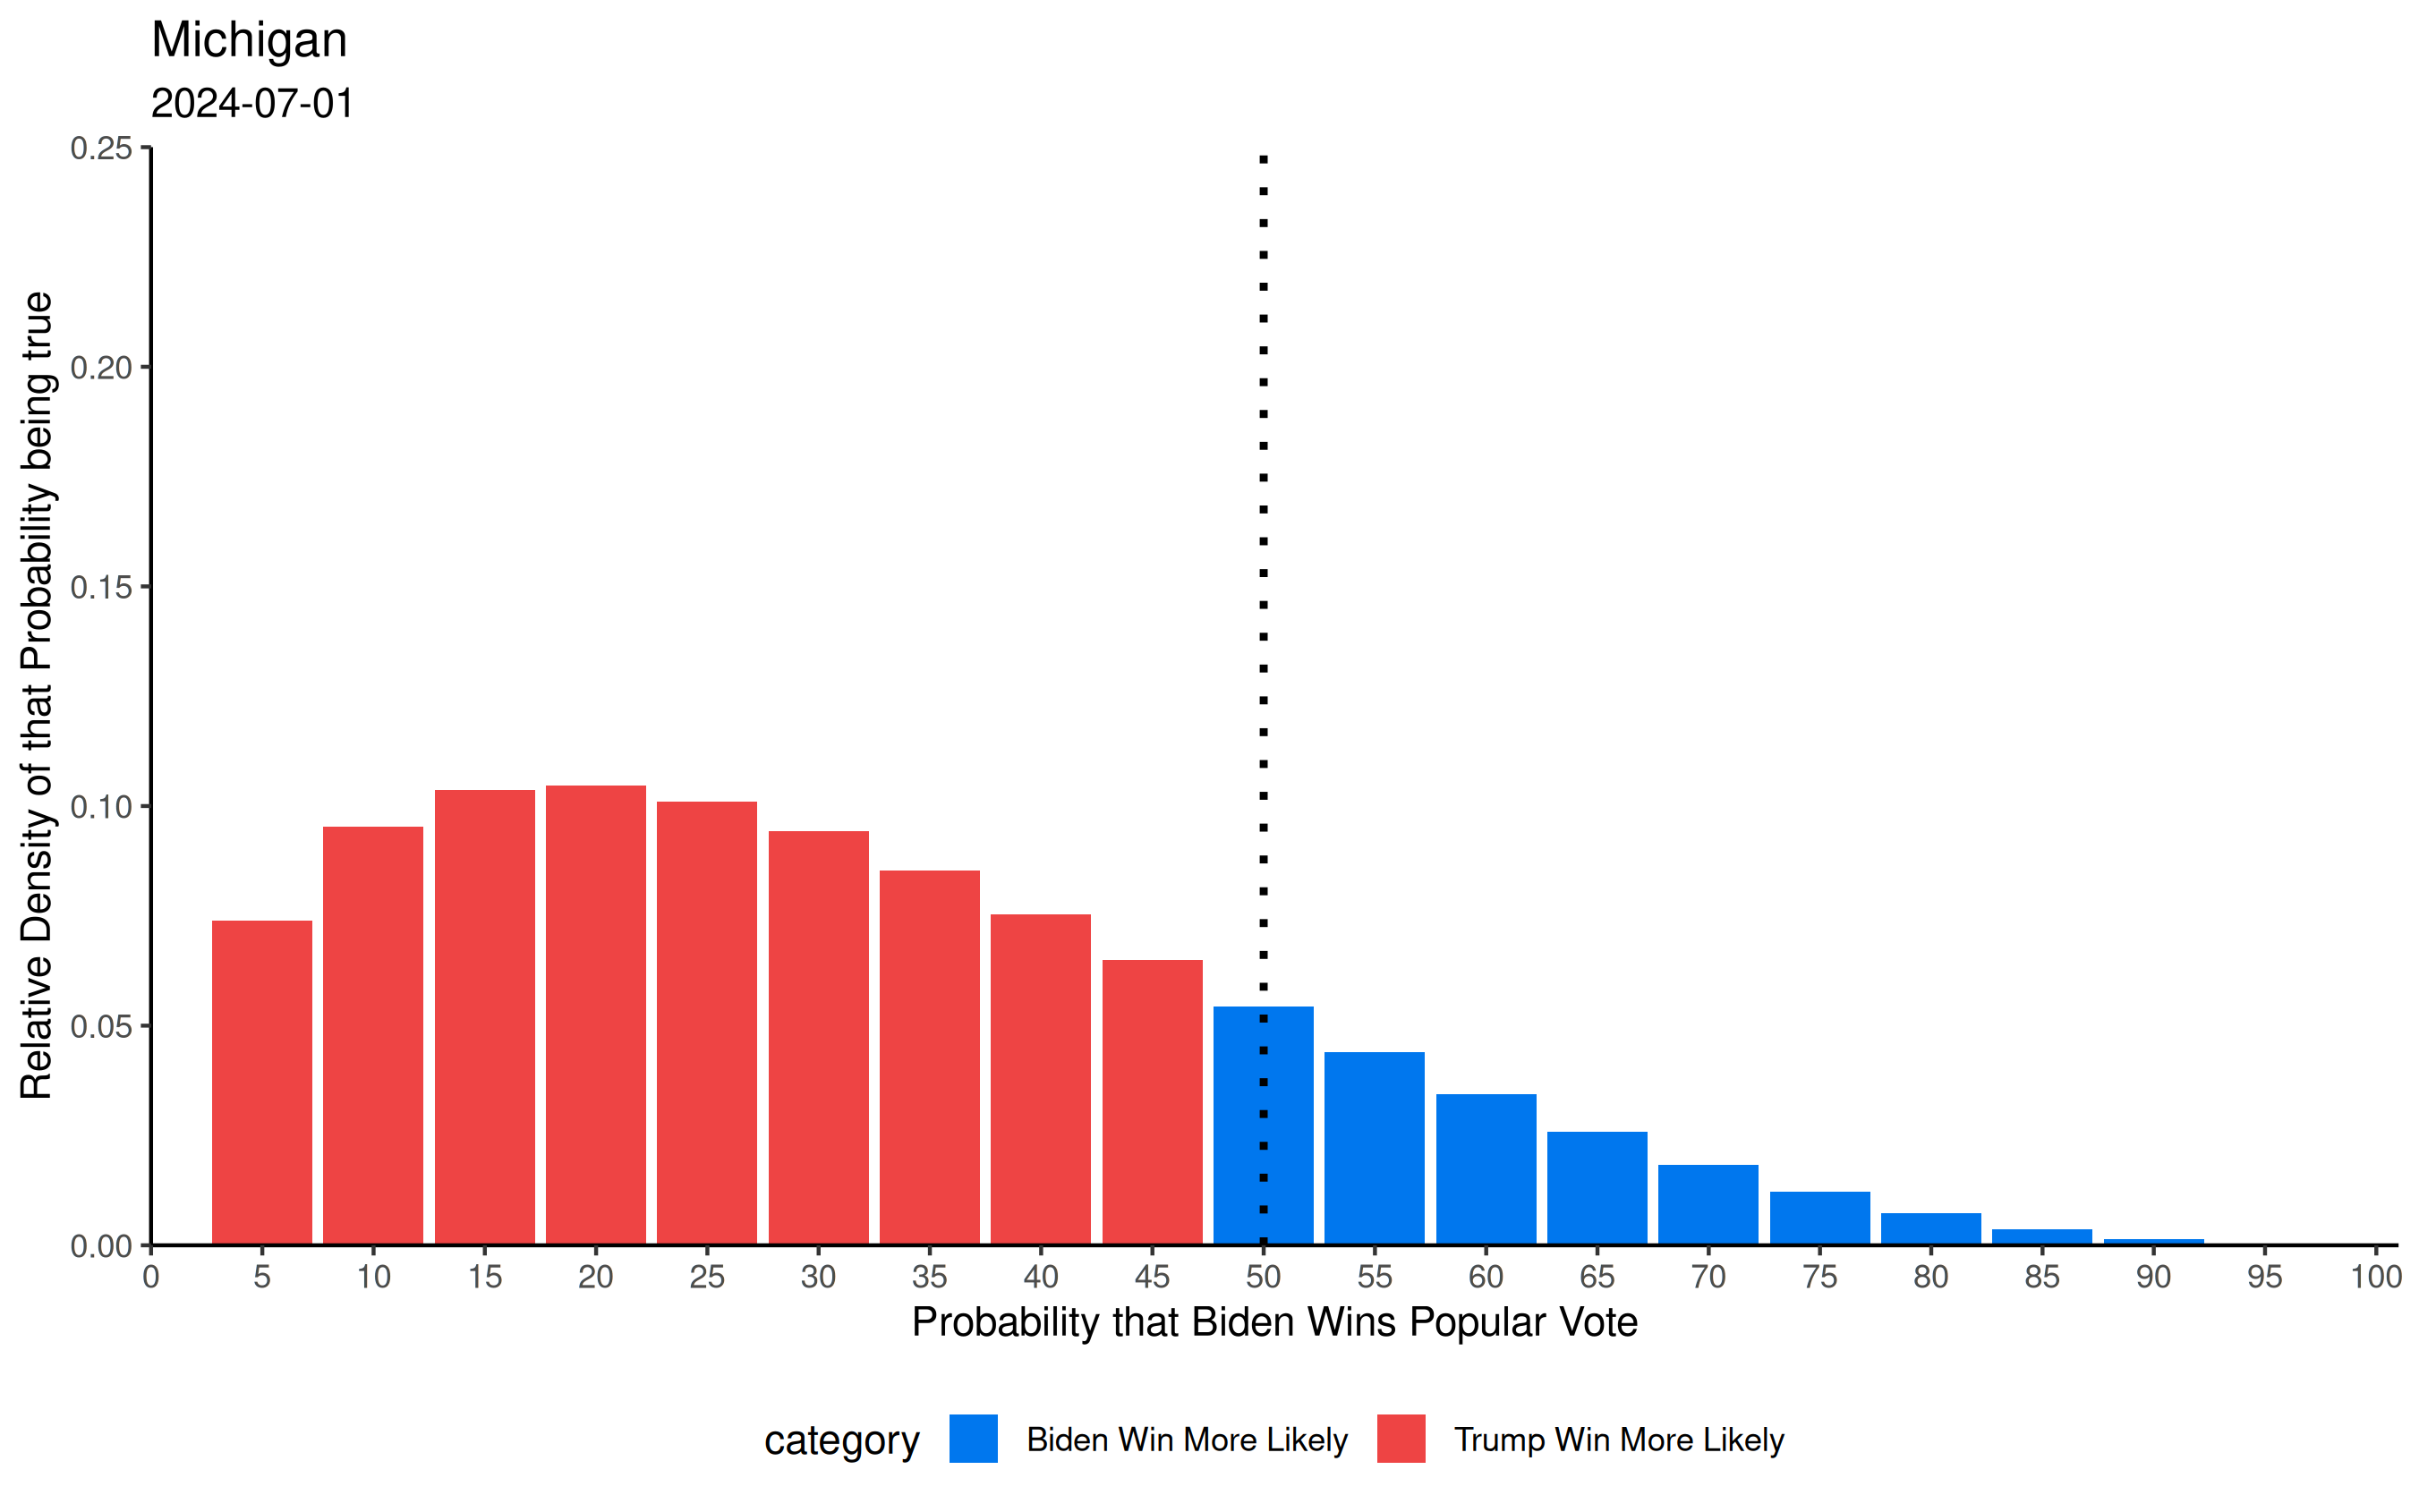 Michigan
2024-07-01
Relative Density of that Probability being true
0.25
0.20
0.15
0.10
0.05
0.00
0 5 10 15 20 25 30 35 40 45 50 55 60 65 70 75 80 85 90 95 100
Probability that Biden Wins Popular Vote
category Biden Win More Likely Trump Win More Likely